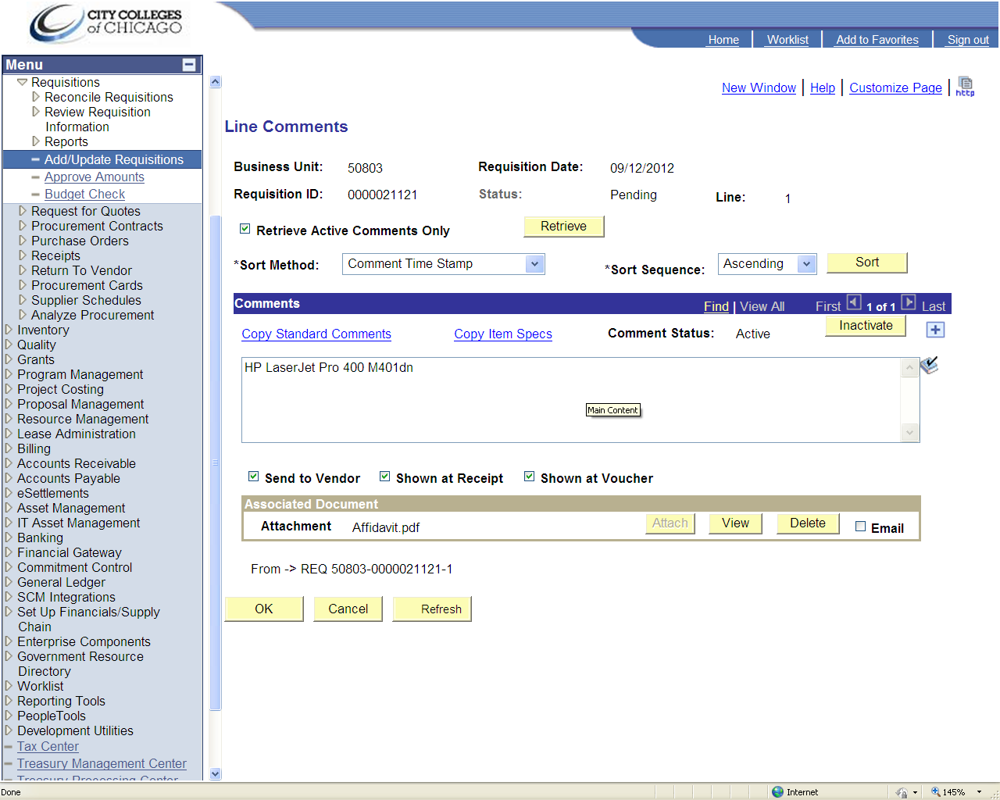 CITY COLLEGES
of CHICAGO
Home
Worklist
Add to Favorites
Sign out
Menu
Requisitions
Reconcile Requisitions
Review Requisition
Information
Reports
Add/Update Requisitions
Approve Amounts
Budget Check
Request for Quotes
Procurement Contracts
Purchase Orders
Receipts
Return To Vendor
Procurement Cards
Supplier Schedules
Analyze Procurement
Inventory
Quality
Grants
Program Management
Project Costing
Proposal Management
Resource Management
Lease Administration
Billing
Accounts Receivable
Accounts Payable
eSettlements
Asset Management
IT Asset Management
Banking
Financial Gateway
Commitment Control
General Ledger
SCM Integrations
Set Up Financials/Supply
Chain
Enterprise Components
Government Resource
Directory
Worklist
Reporting Tools
PeopleTools
Development Utilities
Tax Center
Treasury Management Center
Treasury Processing Center
New Window | Help | Customize Page | http
Line Comments
Business Unit: 50803 Requisition Date: 09/12/2012
Requisition ID: 0000021121 Status: Pending Line: 1
Retrieve Active Comments Only Retrieve
*Sort Method: Comment Time Stamp *Sort Sequence: Ascending Sort
Comments Find | View All First 1 of 1 Last
Copy Standard Comments Copy Item Specs Comment Status: Active Inactivate
HP LaserJet Pro 400 M401dn
Main Content
Send to Vendor Shown at Receipt Shown at Voucher
Associated Document
Attachment Affidavit.pdf Attach View Delete Email
From -> REQ 50803-0000021121-1
OK Cancel Refresh
Done Internet 145%